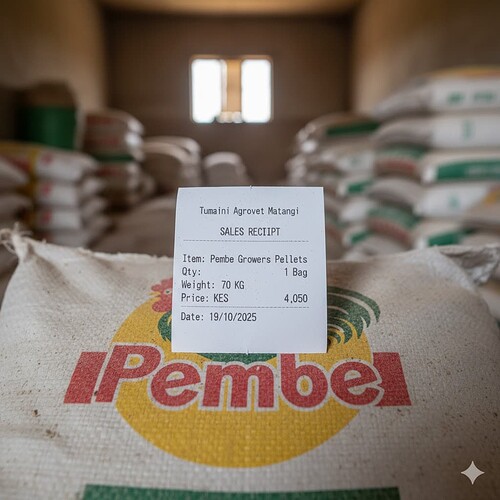 Tumaini Agrovet Matangi
SALES RECTIPT
Item: Pembe Growers Pellets
Qty: 1 Bag
Weight: 70 KG
Price: KES 4,050
Date: 19/10/2025
Pembe